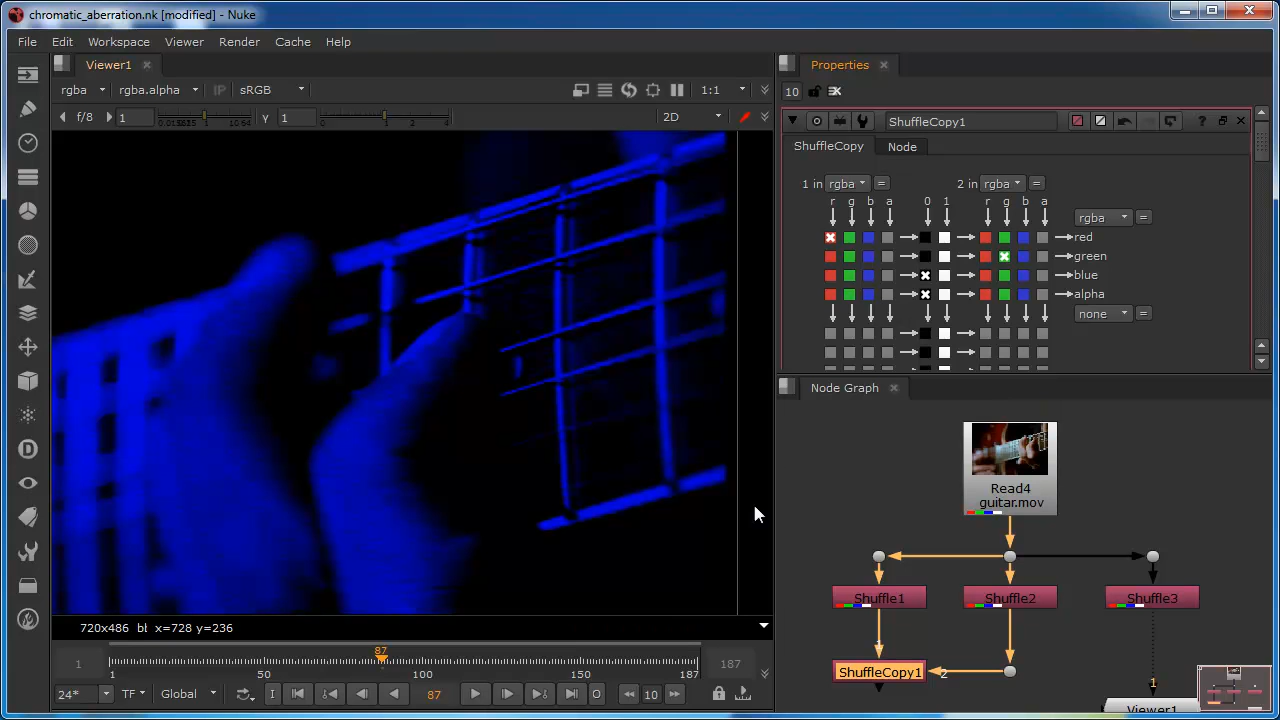 chromatic_aberration.nk [modified] - Nuke
File Edit Workspace Viewer Render Cache Help
Viewer1
rgba rgba.alpha IP sRGB 1:1
f/8 1 γ 1 2D
Properties
10
ShuffleCopy1
ShuffleCopy Node
1 in rgba = 2 in rgba =
r g b a 0 1 r g b a
rgba =
red
green
blue
alpha
none =
Node Graph
Read4
guitar.mov
Shuffle1 Shuffle2 Shuffle3
ShuffleCopy1 2
1
Viewer1
720x486 bb x=728 y=236
87
1 1 50 100 150 187 187
24* TF Global I 87 O 10